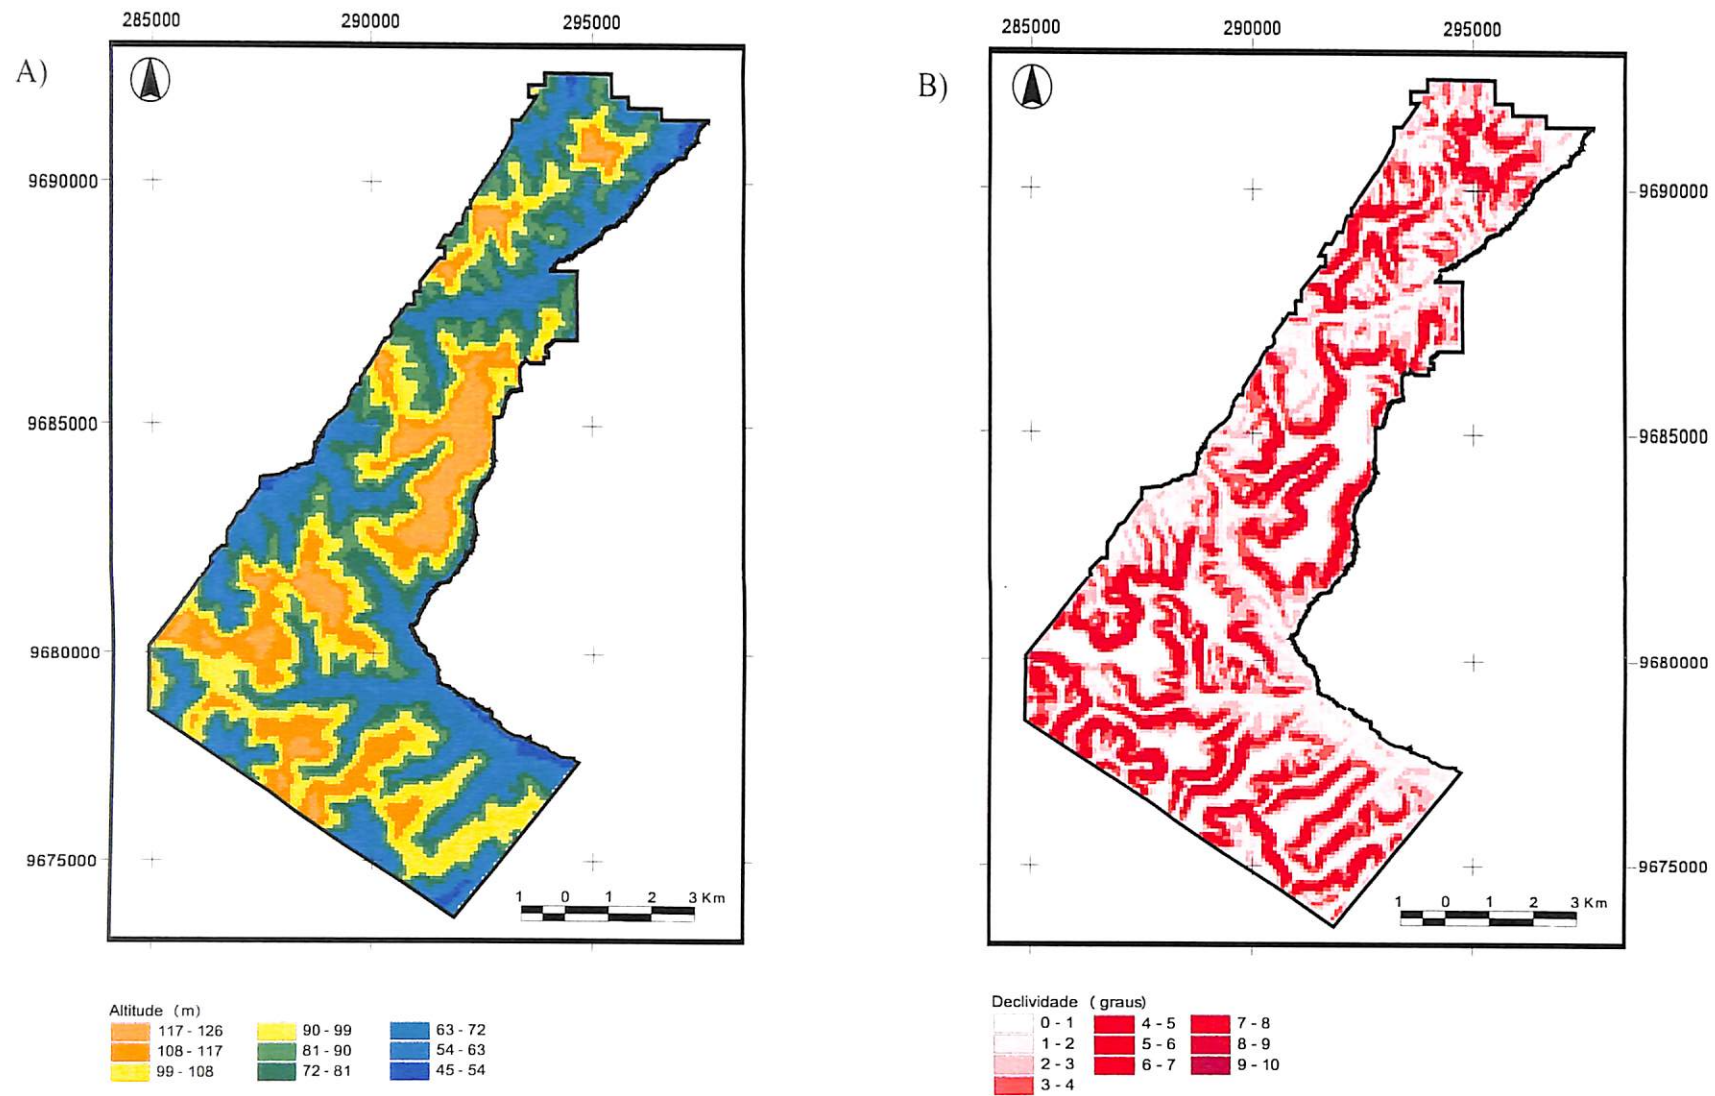 285000 290000 295000
A)
9690000
9685000
9680000
9675000
1 0 1 2 3 Km
Altitude (m)
117 - 126
108 - 117
99 - 108
90 - 99
81 - 90
72 - 81
63 - 72
54 - 63
45 - 54
285000 290000 295000
B)
9690000
9685000
9680000
9675000
1 0 1 2 3 Km
Declividade ( graus)
0 - 1
1 - 2
2 - 3
3 - 4
4 - 5
5 - 6
6 - 7
7 - 8
8 - 9
9 - 10